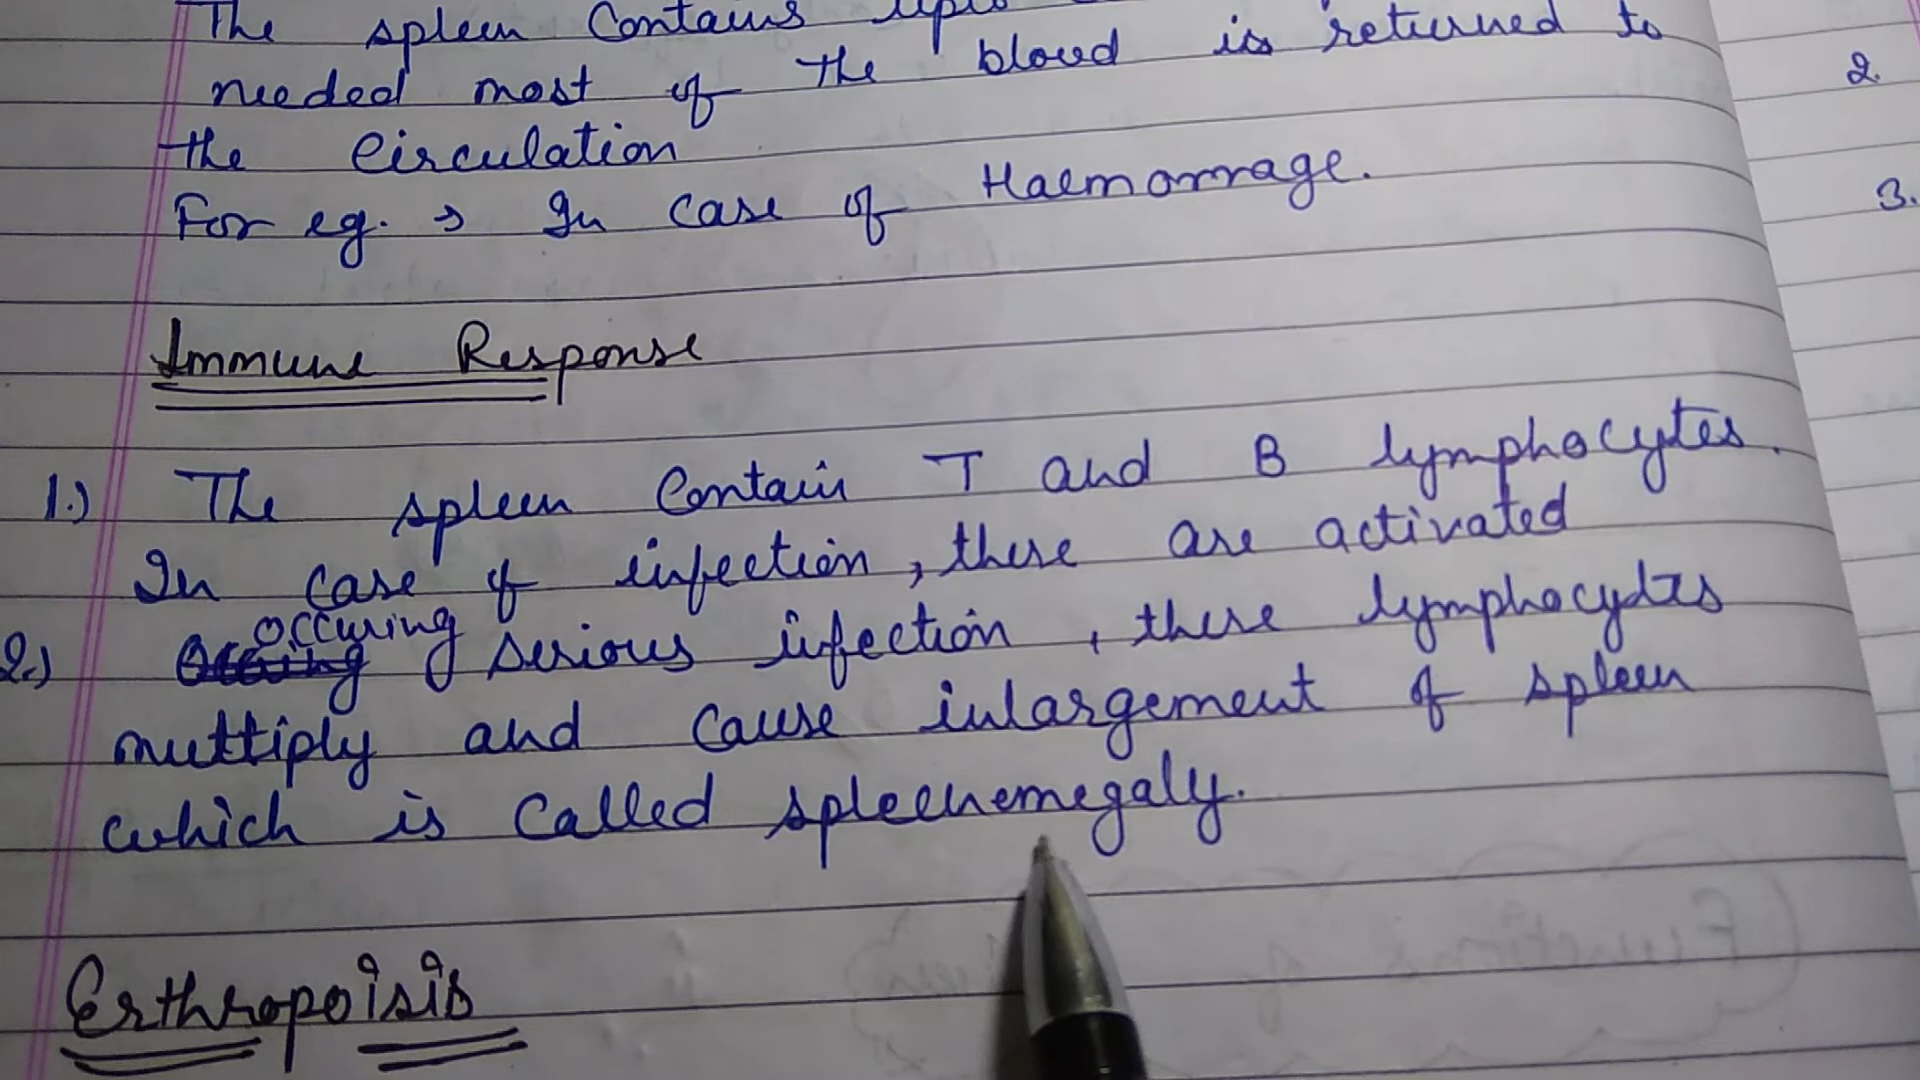 The spleen Contains upto
needed most of the blood is returned to
the Circulation
For eg. → In case of Haemorrage.
Immune Response
1.) The spleen Contain T and B lymphocytes.
In case of infection, these are activated
2.) Occuring serious infection, these lymphocytes
multiply and cause inlargement of spleen
which is called spleenemegaly.
Erthropoisis
2.
3.